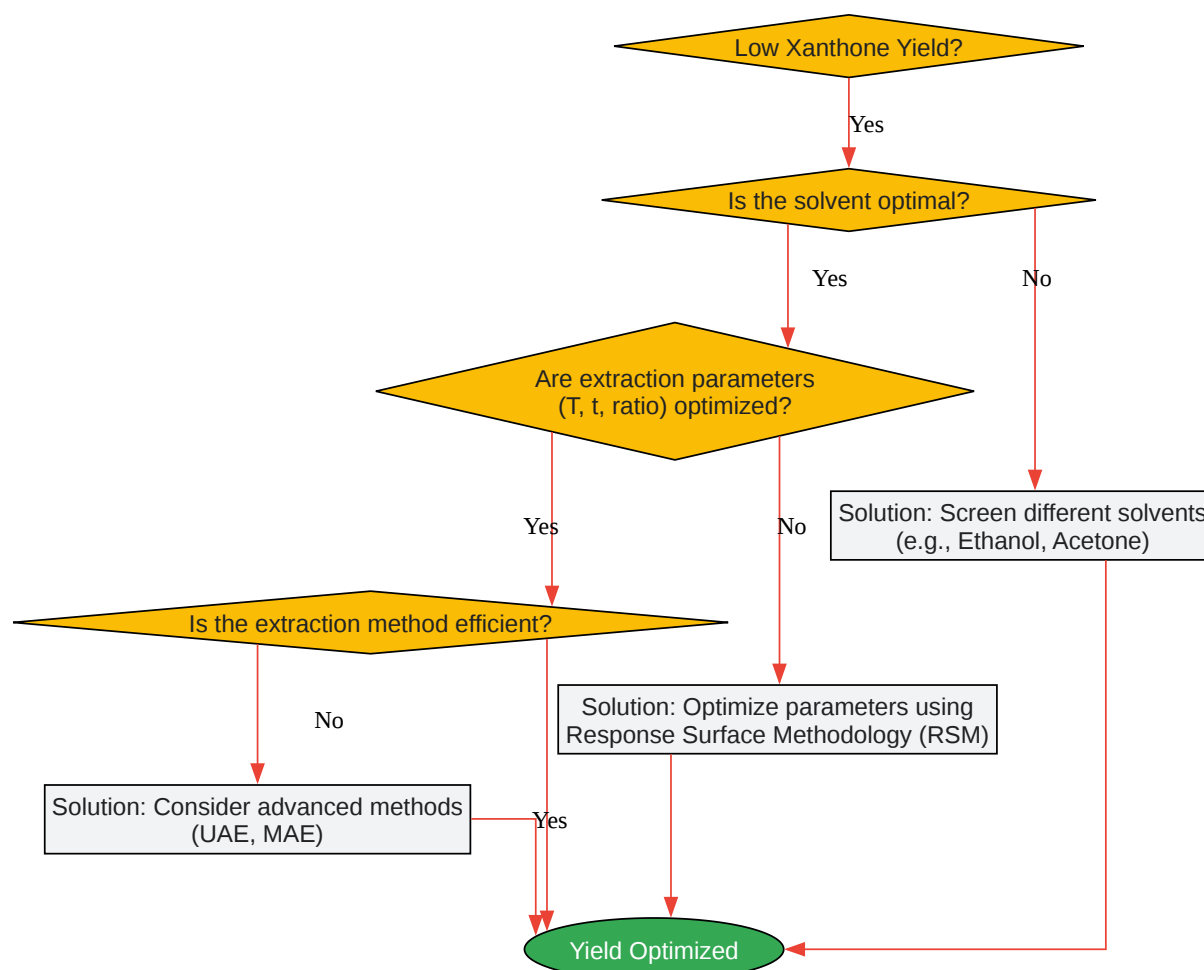 Low Xanthone Yield?
Yes
Is the solvent optimal?
Yes
No
Are extraction parameters
(T, t, ratio) optimized?
Yes
No
Solution: Screen different solvents
(e.g., Ethanol, Acetone)
Is the extraction method efficient?
No
Solution: Optimize parameters using
Response Surface Methodology (RSM)
Solution: Consider advanced methods
(UAE, MAE)
Yes
Yield Optimized